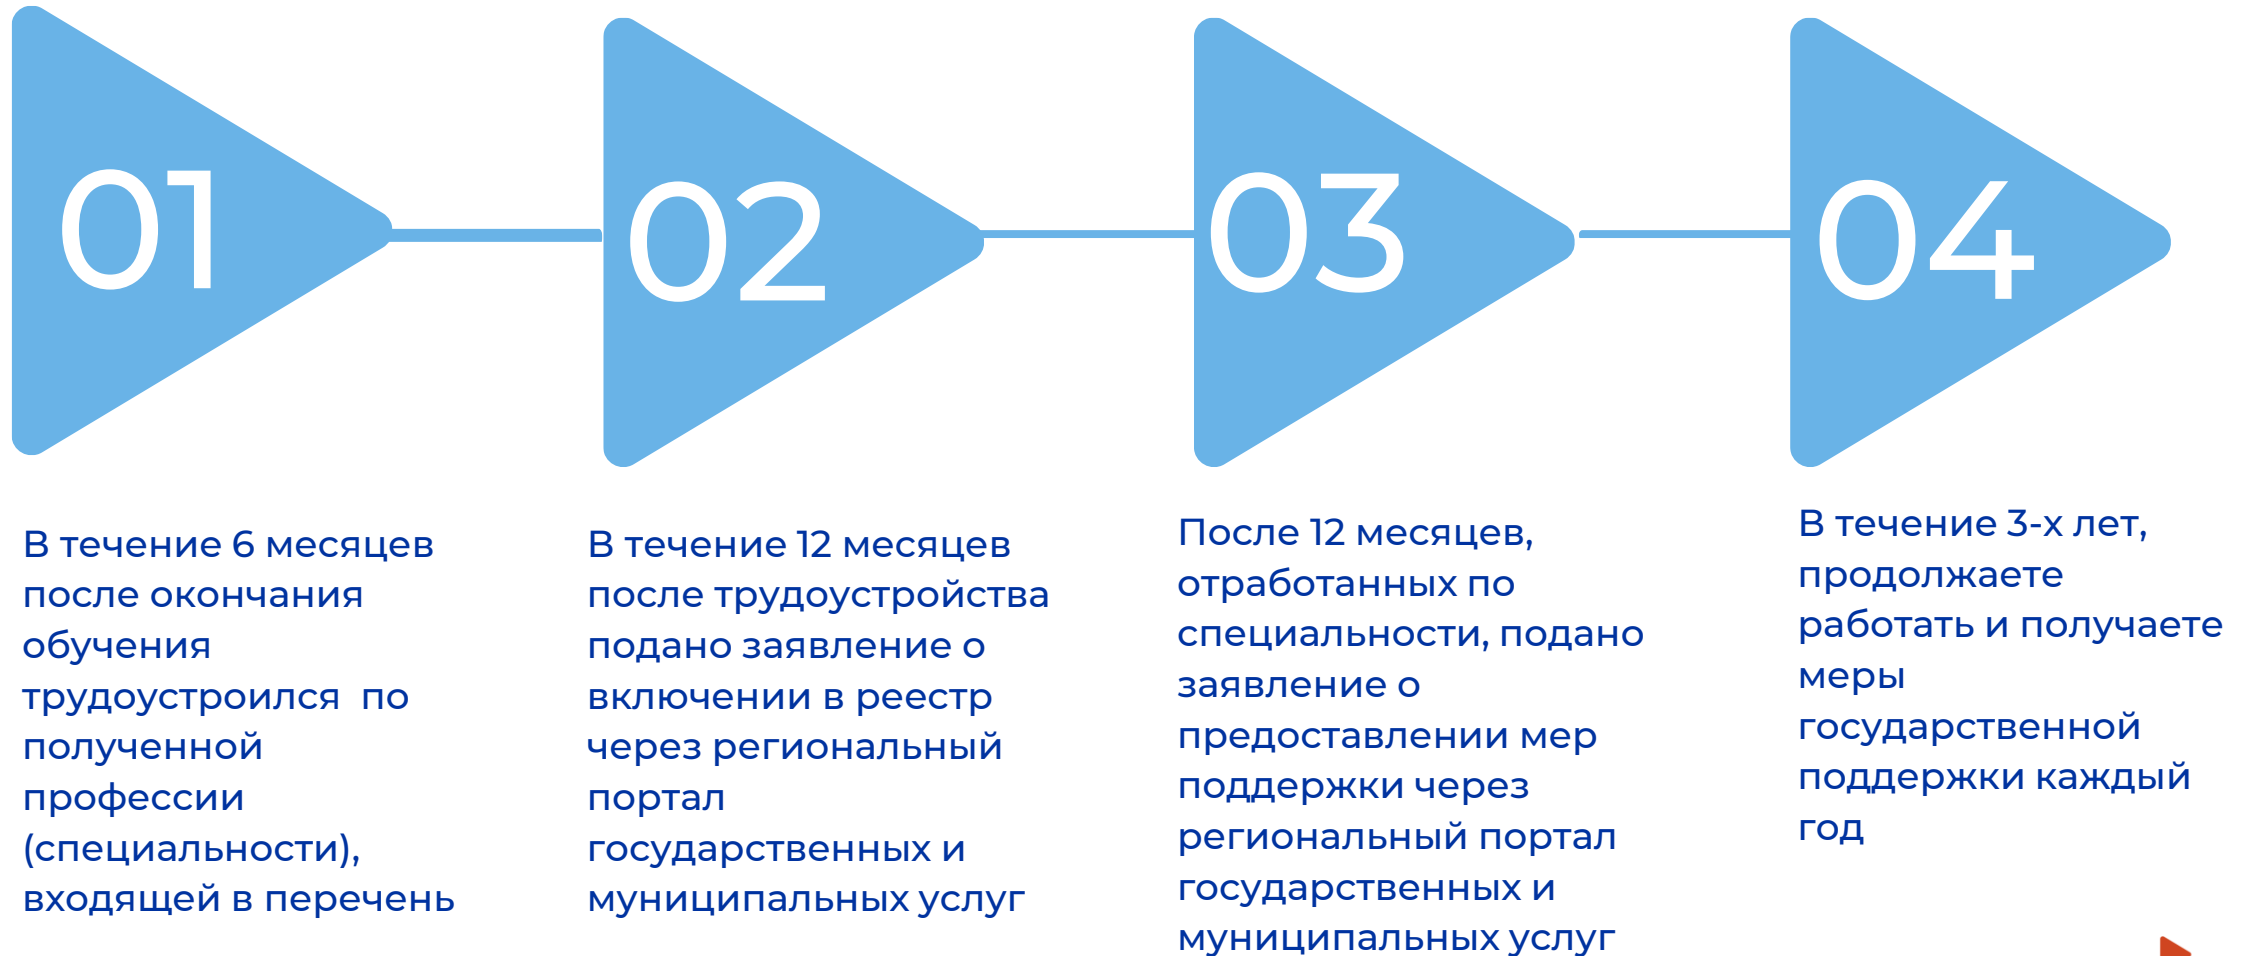 01
В течение 6 месяцев
после окончания
обучения
трудоустроился  по
полученной
профессии
(специальности),
входящей в перечень
02
В течение 12 месяцев
после трудоустройства
подано заявление о
включении в реестр
через региональный
портал
государственных и
муниципальных услуг
03
После 12 месяцев,
отработанных по
специальности, подано
заявление о
предоставлении мер
поддержки через
региональный портал
государственных и
муниципальных услуг
04
В течение 3-х лет,
продолжаете
работать и получаете
меры
государственной
поддержки каждый
год